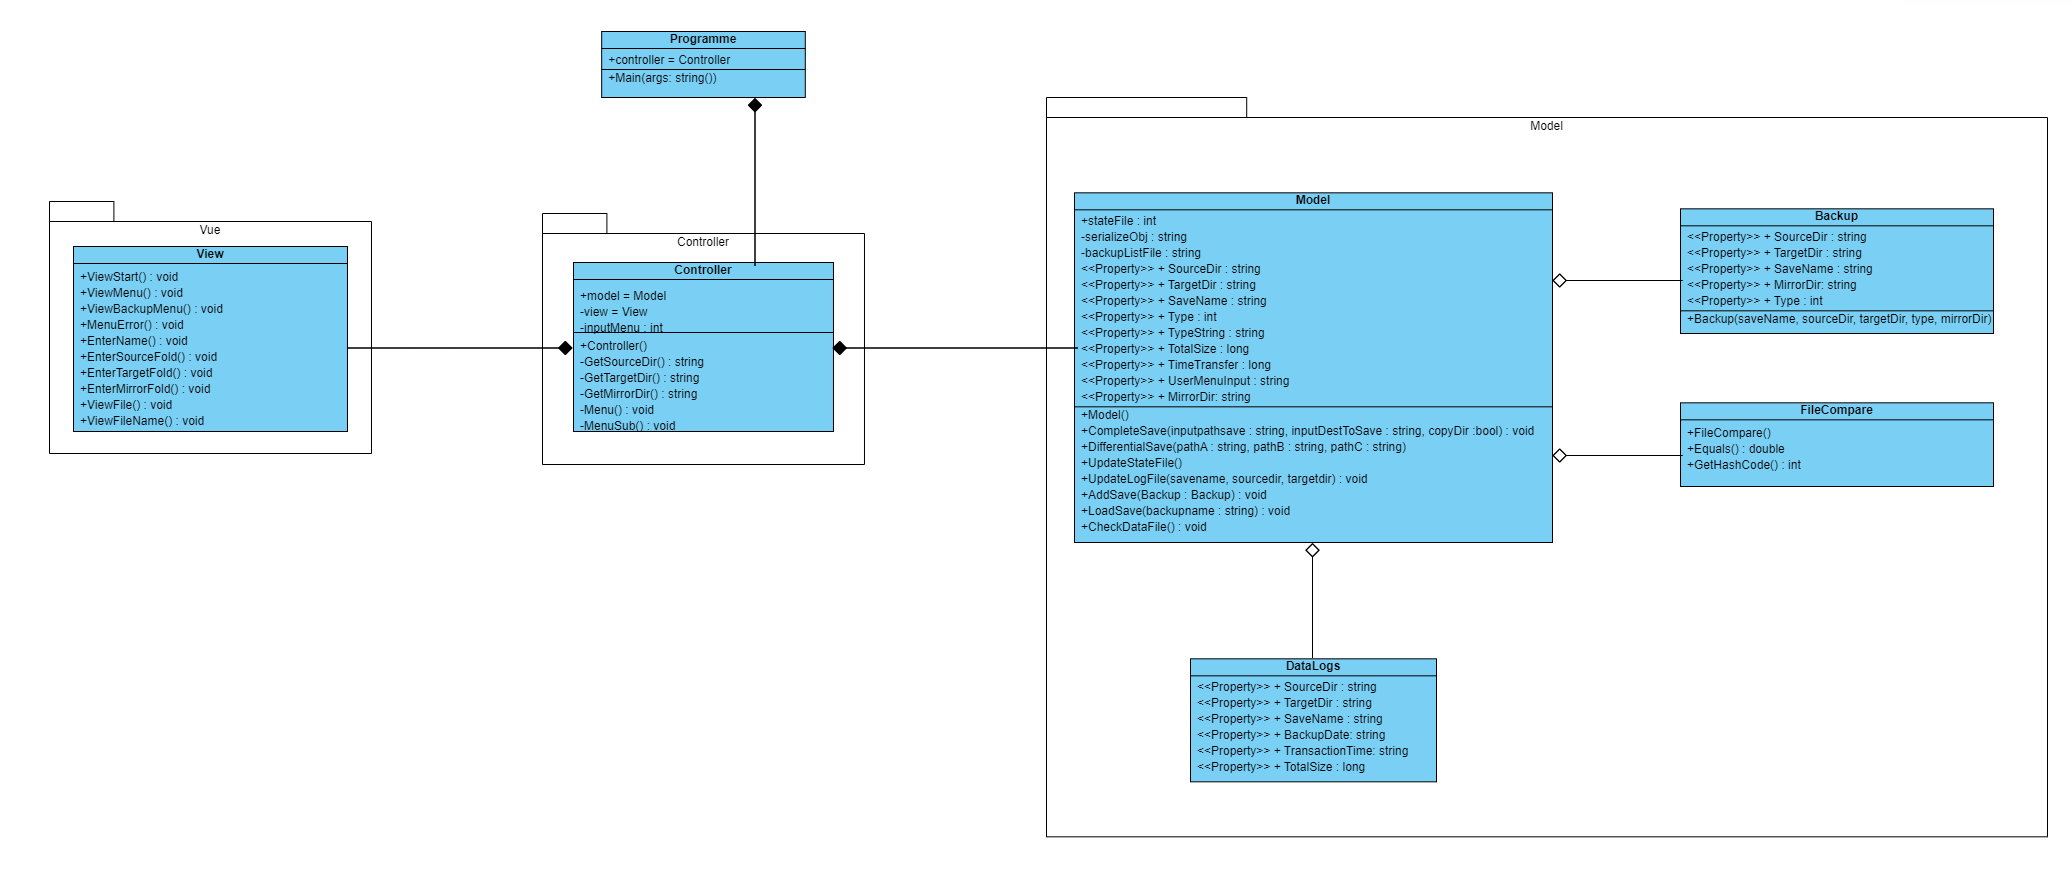 Programme
+controller = Controller
+Main(args: string())
Vue
View
+ViewStart() : void
+ViewMenu() : void
+ViewBackupMenu() : void
+MenuError() : void
+EnterName() : void
+EnterSourceFold() : void
+EnterTargetFold() : void
+EnterMirrorFold() : void
+ViewFile() : void
+ViewFileName() : void
Controller
Controller
+model = Model
-view = View
-inputMenu : int
+Controller()
-GetSourceDir() : string
-GetTargetDir() : string
-GetMirrorDir() : string
-Menu() : void
-MenuSub() : void
Model
Model
+stateFile : int
-serializeObj : string
-backupListFile : string
<<Property>> + SourceDir : string
<<Property>> + TargetDir : string
<<Property>> + SaveName : string
<<Property>> + Type : int
<<Property>> + TypeString : string
<<Property>> + TotalSize : long
<<Property>> + TimeTransfer : long
<<Property>> + UserMenuInput : string
<<Property>> + MirrorDir: string
+Model()
+CompleteSave(inputpathsave : string, inputDestToSave : string, copyDir :bool) : void
+DifferentialSave(pathA : string, pathB : string, pathC : string)
+UpdateStateFile()
+UpdateLogFile(savename, sourcedir, targetdir) : void
+AddSave(Backup : Backup) : void
+LoadSave(backupname : string) : void
+CheckDataFile() : void
Backup
<<Property>> + SourceDir : string
<<Property>> + TargetDir : string
<<Property>> + SaveName : string
<<Property>> + MirrorDir: string
<<Property>> + Type : int
+Backup(saveName, sourceDir, targetDir, type, mirrorDir)
FileCompare
+FileCompare()
+Equals() : double
+GetHashCode() : int
DataLogs
<<Property>> + SourceDir : string
<<Property>> + TargetDir : string
<<Property>> + SaveName : string
<<Property>> + BackupDate: string
<<Property>> + TransactionTime: string
<<Property>> + TotalSize : long